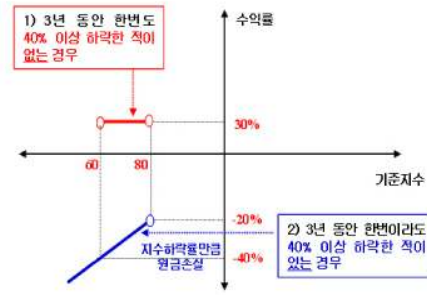 1) 3년 동안 한번도
40% 이상 하락한 적이
없는 경우
수익률
30%
60
80
기준지수
-20%
지수하락률만큼
원금손실
-40%
2) 3년 동안 한번이라도
40% 이상 하락한 적이
있는 경우